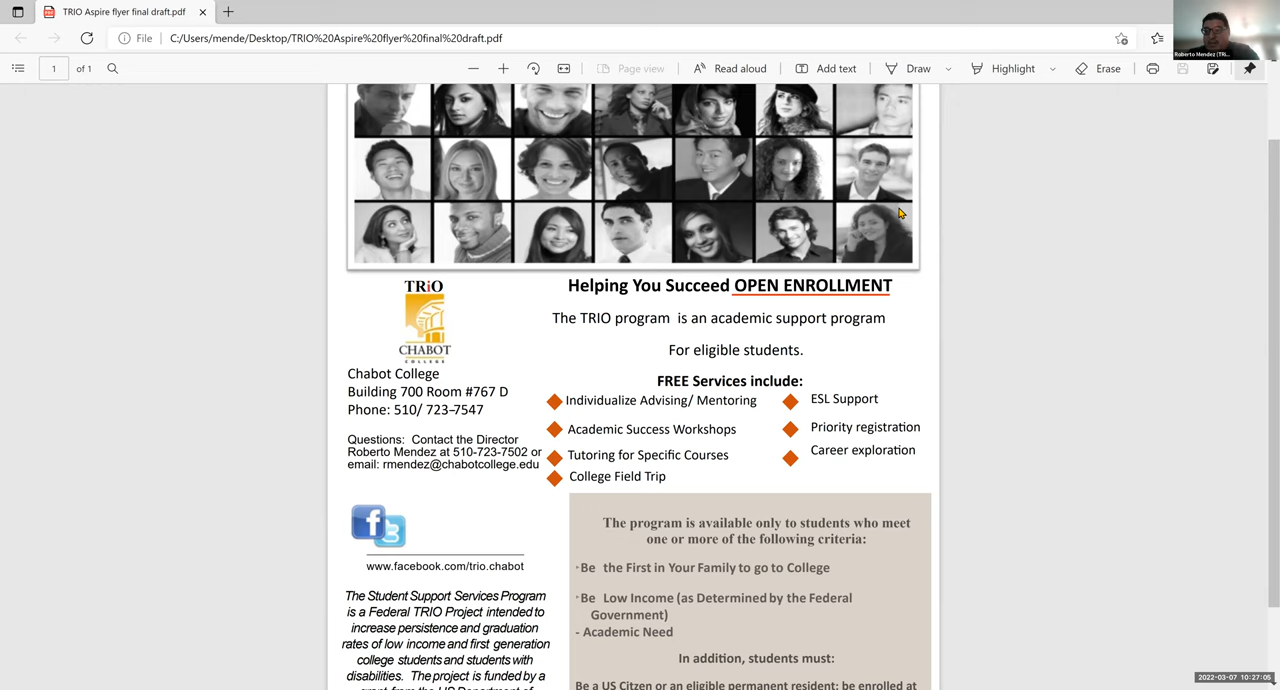 TRIO Aspire flyer final draft.pdf
File
C:/Users/mende/Desktop/TRIO%20Aspire%20flyer%20final%20draft.pdf
Roberto Mendez (TRI...
1
of 1
Page view
Read aloud
Add text
Draw
Highlight
Erase
TRiO
CHABOT
COLLEGE
Chabot College
Building 700 Room #767 D
Phone: 510/ 723-7547
Questions: Contact the Director
Roberto Mendez at 510-723-7502 or
email: rmendez@chabotcollege.edu
Helping You Succeed OPEN ENROLLMENT
The TRIO program is an academic support program
For eligible students.
FREE Services include:
Individualize Advising/ Mentoring
Academic Success Workshops
Tutoring for Specific Courses
College Field Trip
ESL Support
Priority registration
Career exploration
www.facebook.com/trio.chabot
The Student Support Services Program
is a Federal TRIO Project intended to
increase persistence and graduation
rates of low income and first generation
college students and students with
disabilities. The project is funded by a
grant from the US Department of
The program is available only to students who meet
one or more of the following criteria:
Be the First in Your Family to go to College
Be Low Income (as Determined by the Federal
Government)
- Academic Need
In addition, students must:
Be a US Citzen or an eligible permanent resident; be enrolled at
2022-03-07 10:27:05